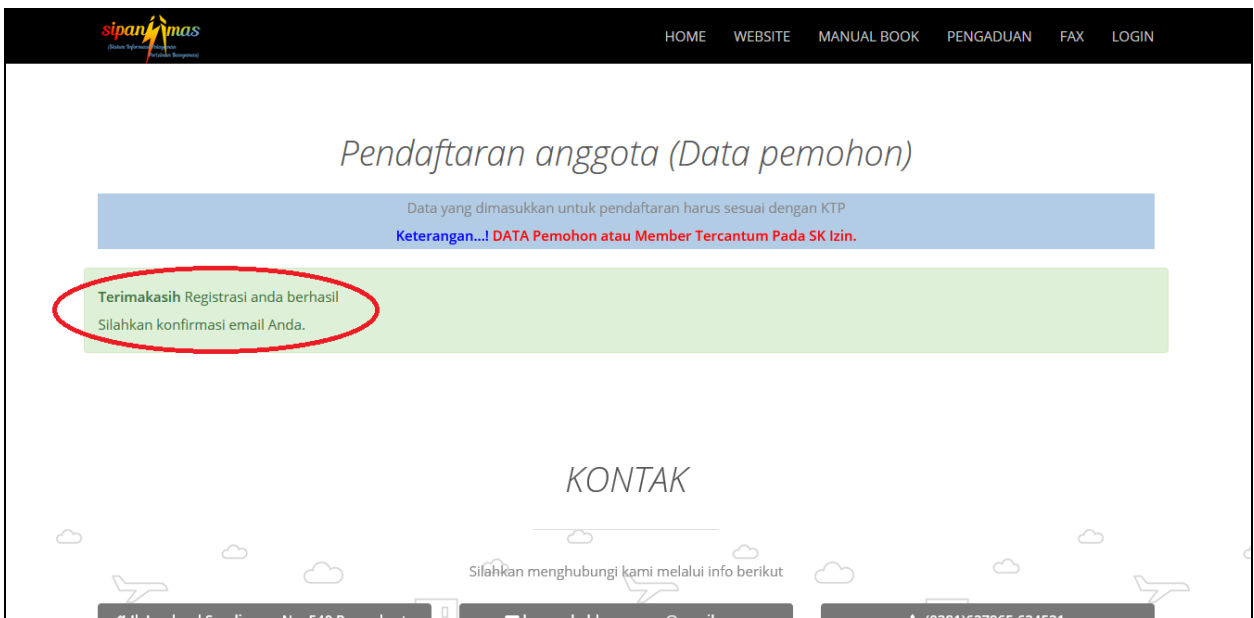 sipanjimas
HOME WEBSITE MANUAL BOOK PENGADUAN FAX LOGIN
Pendaftaran anggota (Data pemohon)
Data yang dimasukkan untuk pendaftaran harus sesuai dengan KTP
Keterangan...! DATA Pemohon atau Member Tercantum Pada SK Izin.
Terimakasih Registrasi anda berhasil
Silahkan konfirmasi email Anda.
KONTAK
Silahkan menghubungi kami melalui info berikut